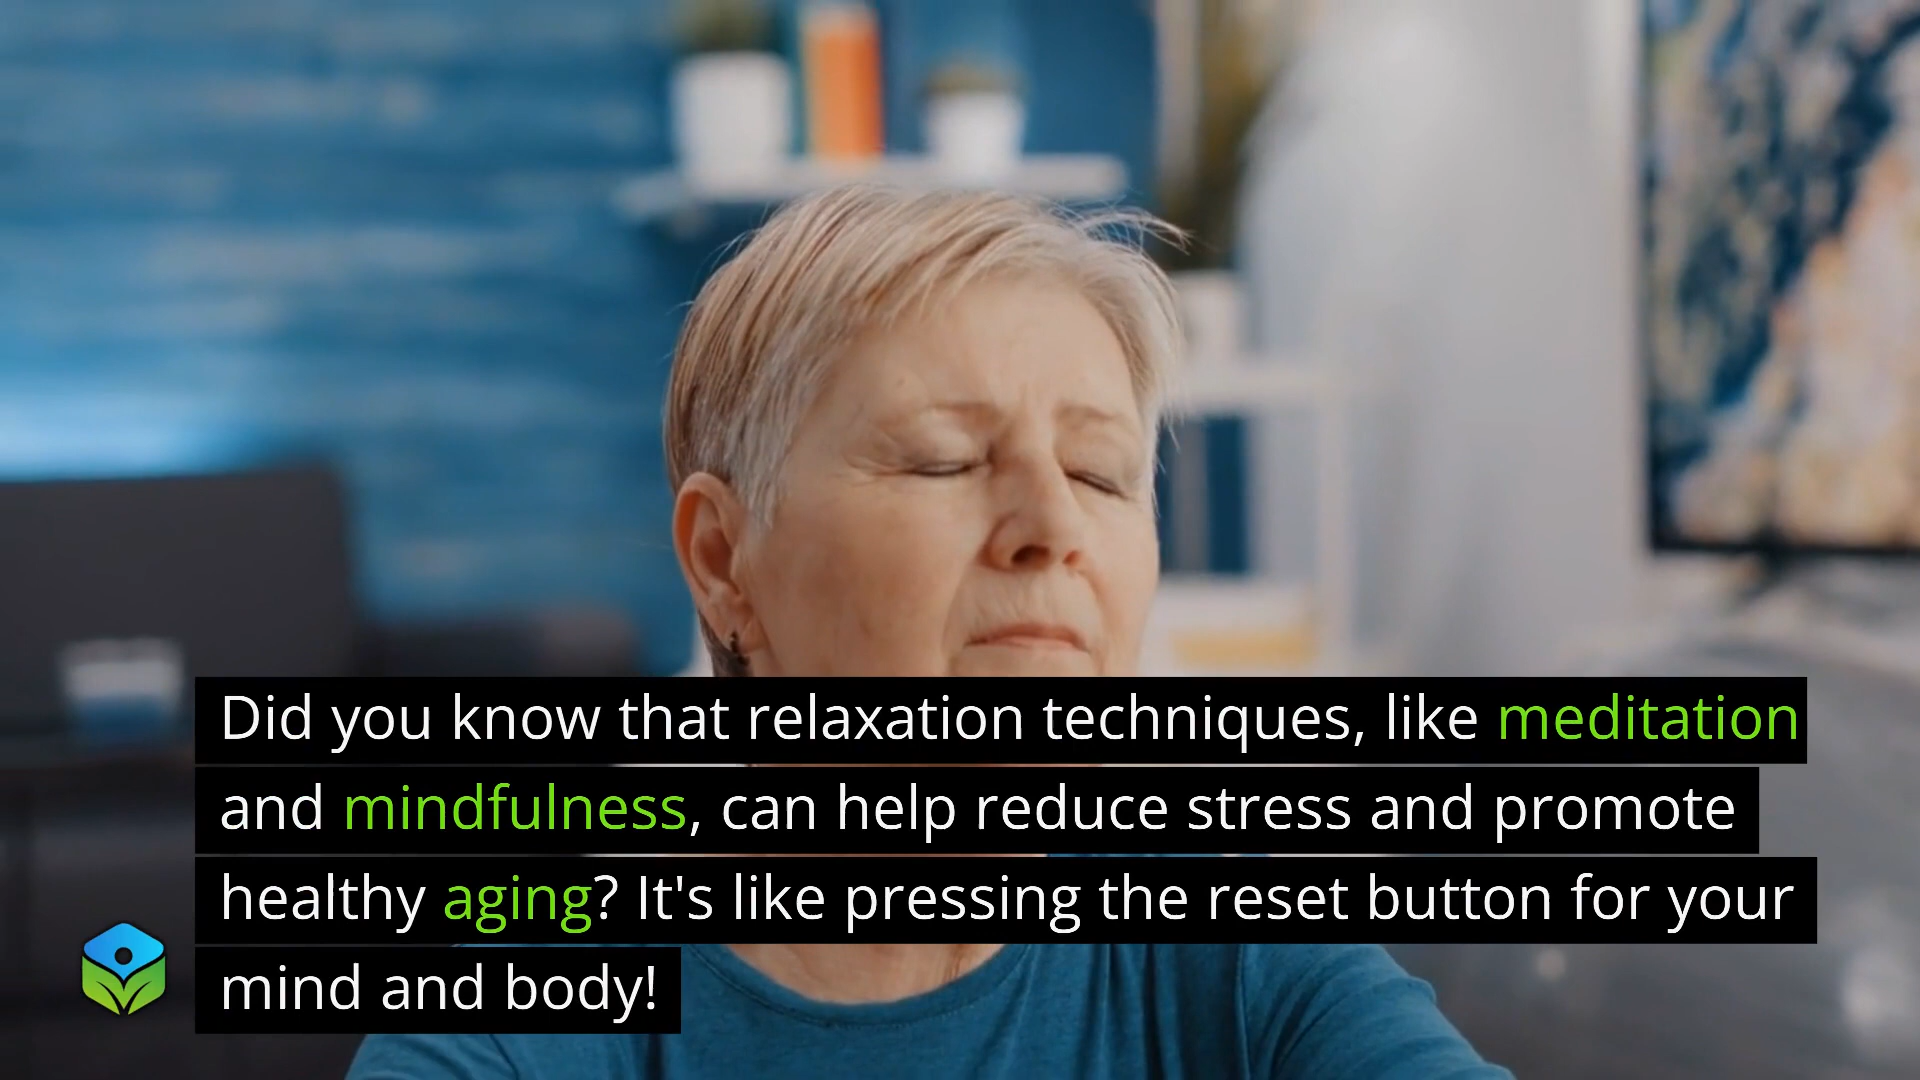 Did you know that relaxation techniques, like meditation
and mindfulness, can help reduce stress and promote
healthy aging? It's like pressing the reset button for your
mind and body!